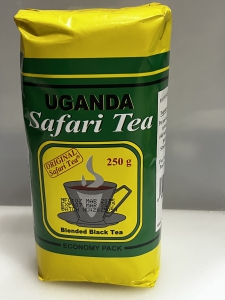 UGANDA
Safari Tea
ORIGINAL
Safari Tea
250 g
Blended Black Tea
ECONOMY PACK